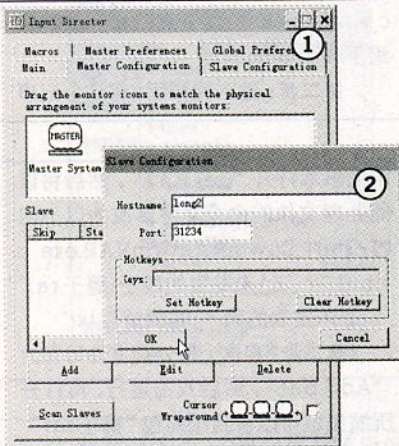 Input Director
①
Macros Master Preferences Global Prefere
Main Master Configuration Slave Configuration
Drag the monitor icons to match the physical
arrangement of your systems monitors:
MASTER
Master System
Slave Configuration
②
Hostname: long2
Port: 31234
Hotkeys
Keys:
Set Hotkey Clear Hotkey
OK Cancel
Slave
Skip Sta
Add Edit Delete
Scan Slaves
Cursor
Wraparound